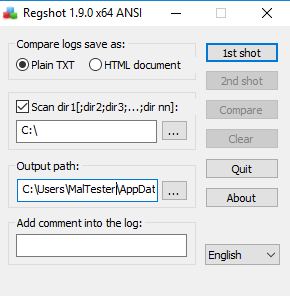 Regshot 1.9.0 x64 ANSI
Compare logs save as:
Plain TXT
HTML document
Scan dir1[;dir2;dir3;...;dir nn]:
C:\
...
Output path:
C:\Users\MalTester\AppDat
...
Add comment into the log:
1st shot
2nd shot
Compare
Clear
Quit
About
English